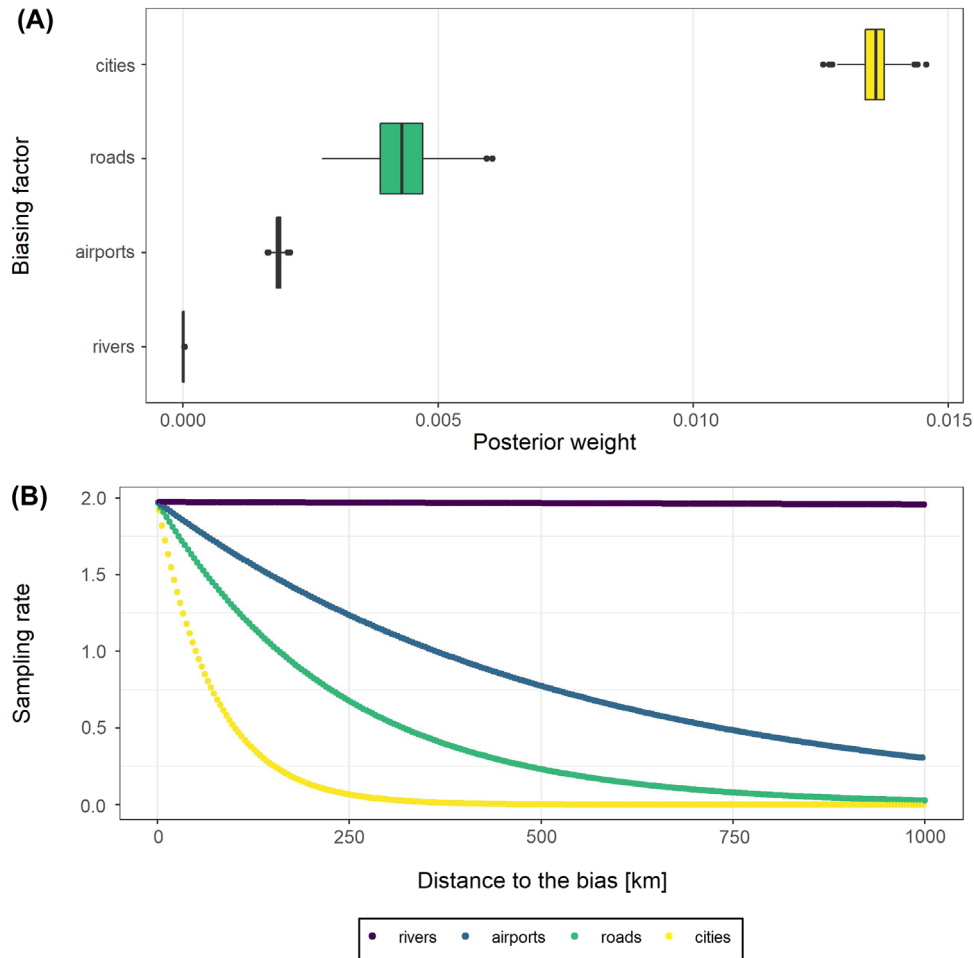 (A)
Biasing factor
cities
roads
airports
rivers
0.000 0.005 0.010 0.015
Posterior weight
(B)
Sampling rate
2.0
1.5
1.0
0.5
0.0
0 250 500 750 1000
Distance to the bias [km]
rivers airports roads cities